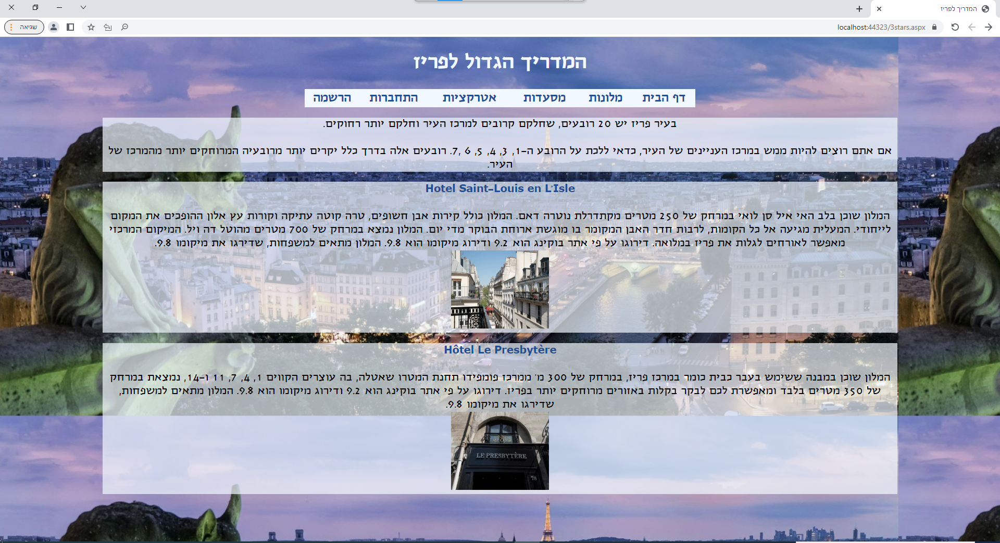 המדריך לפריז
localhost:44323/3stars.aspx
שגיאה
המדריך הגדול לפריז
דף הבית מלונות מסעדות אטרקציות התחברות הרשמה
בעיר פריז יש 20 רובעים, שחלקם קרובים למרכז העיר וחלקם יותר רחוקים.
אם אתם רוצים להיות ממש במרכז העניינים של העיר, כדאי ללכת על הרובע ה-1, 3, 4, 5, 6, 7. רובעים אלה בדרך כלל יקרים יותר מרובעיה המרוחקים יותר מהמרכז של
העיר.
Hotel Saint-Louis en L'Isle
המלון שוכן בלב האי איל סן לואי במרחק של 250 מטרים מקתדרלת נוטרה דאם. המלון כולל קירות אבן חשופים, טרה קוטה עתיקה וקורות עץ אלון ההופכים את המקום
לייחודי. המעלית מגיעה אל כל הקומות, לרבות חדר האבן המקומר בו מוגשת ארוחת הבוקר מדי יום. המלון נמצא במרחק של 700 מטרים מהוטל דה ויל. המיקום המרכזי
מאפשר לאורחים לגלות את פריז במלואה. דירוגו על פי אתר בוקינג הוא 9.2 ודירוג מיקומו הוא 9.8. המלון מתאים למשפחות, שדירגו את מיקומו 9.8.
Hôtel Le Presbytère
המלון שוכן במבנה ששימש בעבר כבית כומר במרכז פריז, במרחק של 300 מ' ממרכז פומפידו תחנת המטרו שאטלה, בה עוצרים הקווים 1, 4, 7, 11 ו-14, נמצאת במרחק
של 350 מטרים בלבד ומאפשרת לכם לבקר בקלות באזורים מרוחקים יותר בפריז. דירוגו על פי אתר בוקינג הוא 9.2 ודירוג מיקומו הוא 9.8. המלון מתאים למשפחות,
שדירגו את מיקומו 9.8.
LE PRESBYTÈRE
78